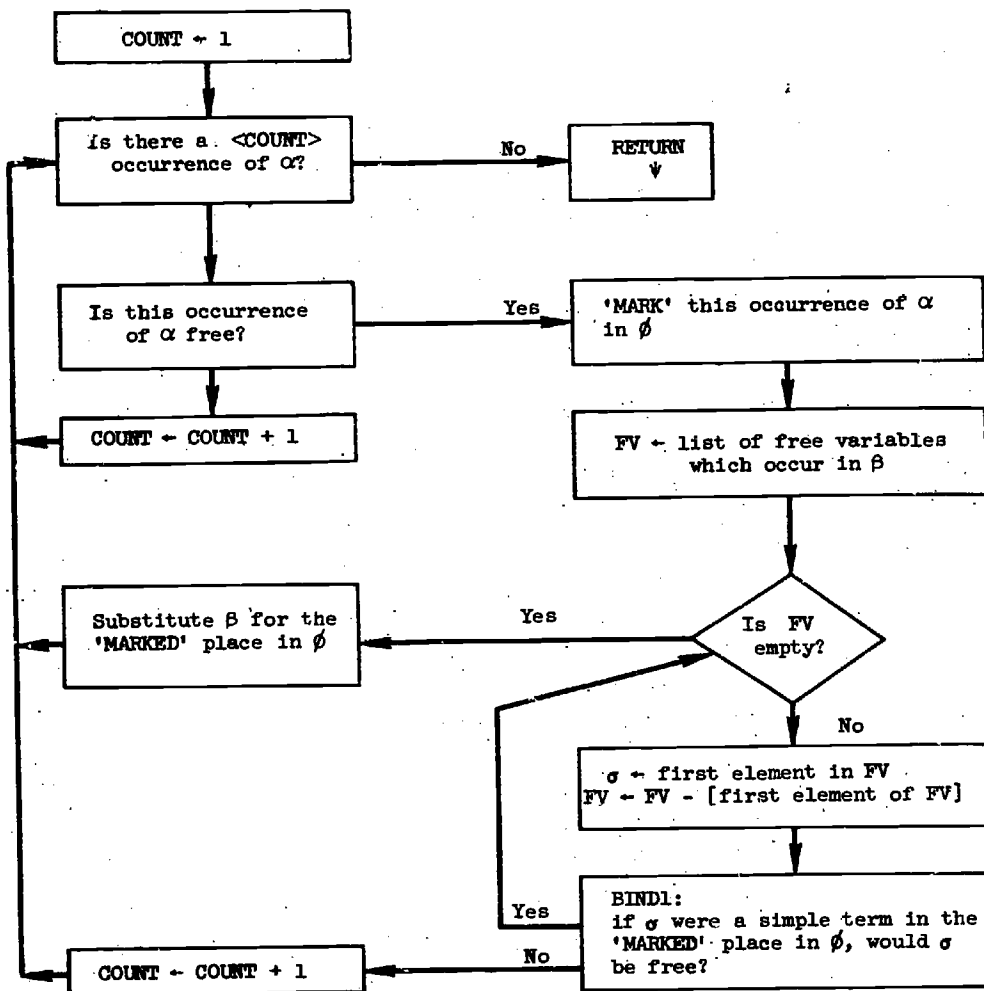 COUNT ← 1
Is there a <COUNT>
occurrence of α?
No
RETURN
ψ
Is this occurrence
of α free?
Yes
'MARK' this occurrence of α
in ϕ
COUNT ← COUNT + 1
FV ← list of free variables
which occur in β
Substitute β for the
'MARKED' place in ϕ
Yes
Is FV
empty?
No
σ ← first element in FV
FV ← FV - [first element of FV]
BIND1:
if σ were a simple term in the
'MARKED' place in ϕ, would σ
be free?
Yes
No
COUNT ← COUNT + 1